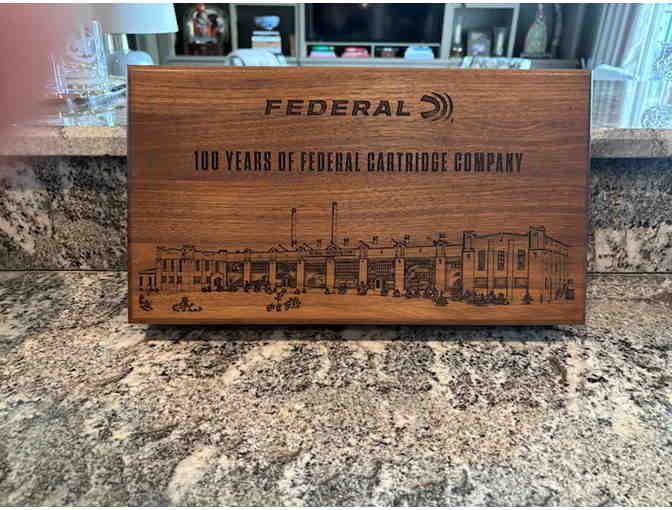 FEDERAL
100 YEARS OF FEDERAL CARTRIDGE COMPANY